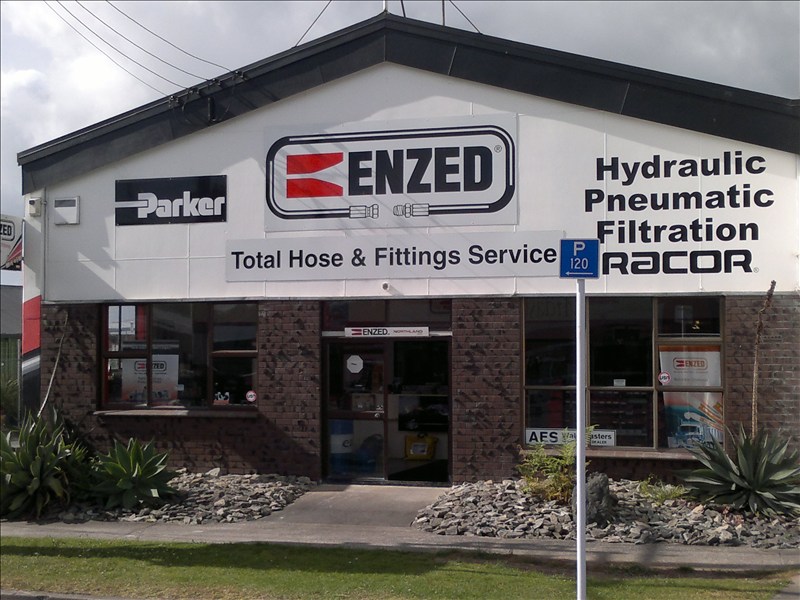 ENZED®
Parker
Hydraulic
Pneumatic
Filtration
RACOR
Total Hose & Fittings Service
P
120
ENZED
ENZED
ENZED
AES